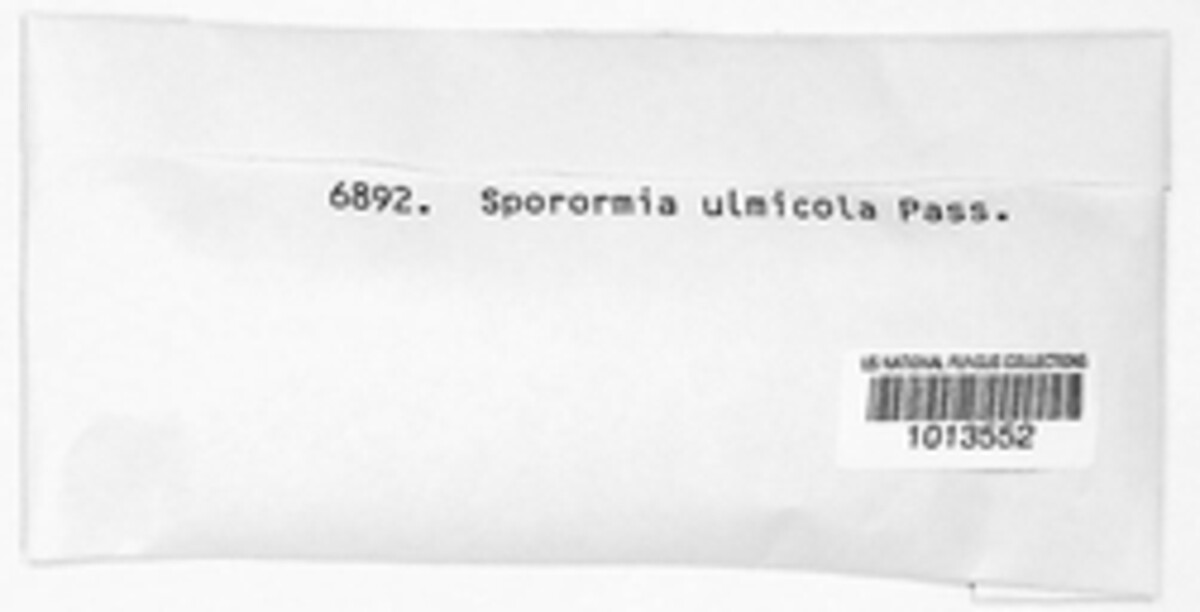 6892. Sporormia ulmicola Pass.
US NATIONAL FUNGUS COLLECTIONS
1013552